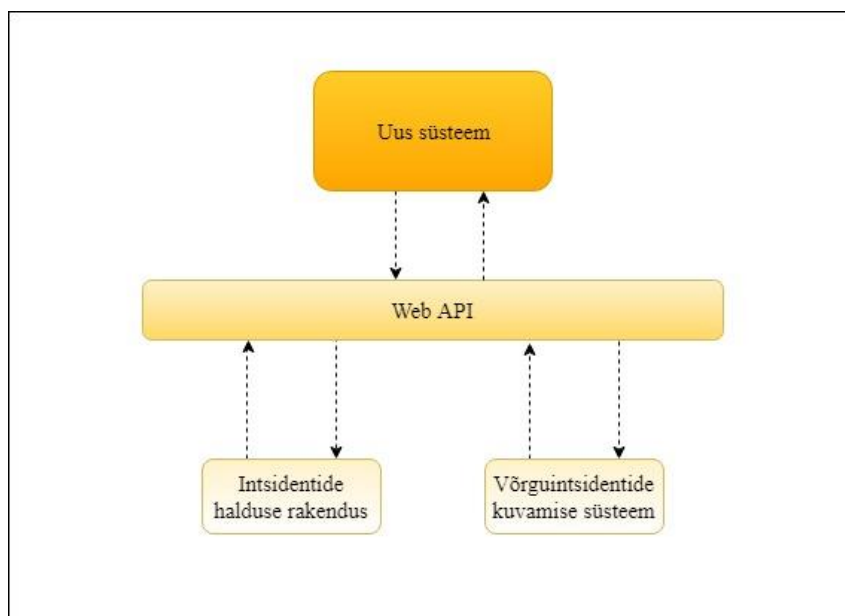 Uus süsteem
Web API
Intsidentide
halduse rakendus
Võrguintsidentide
kuvamise süsteem